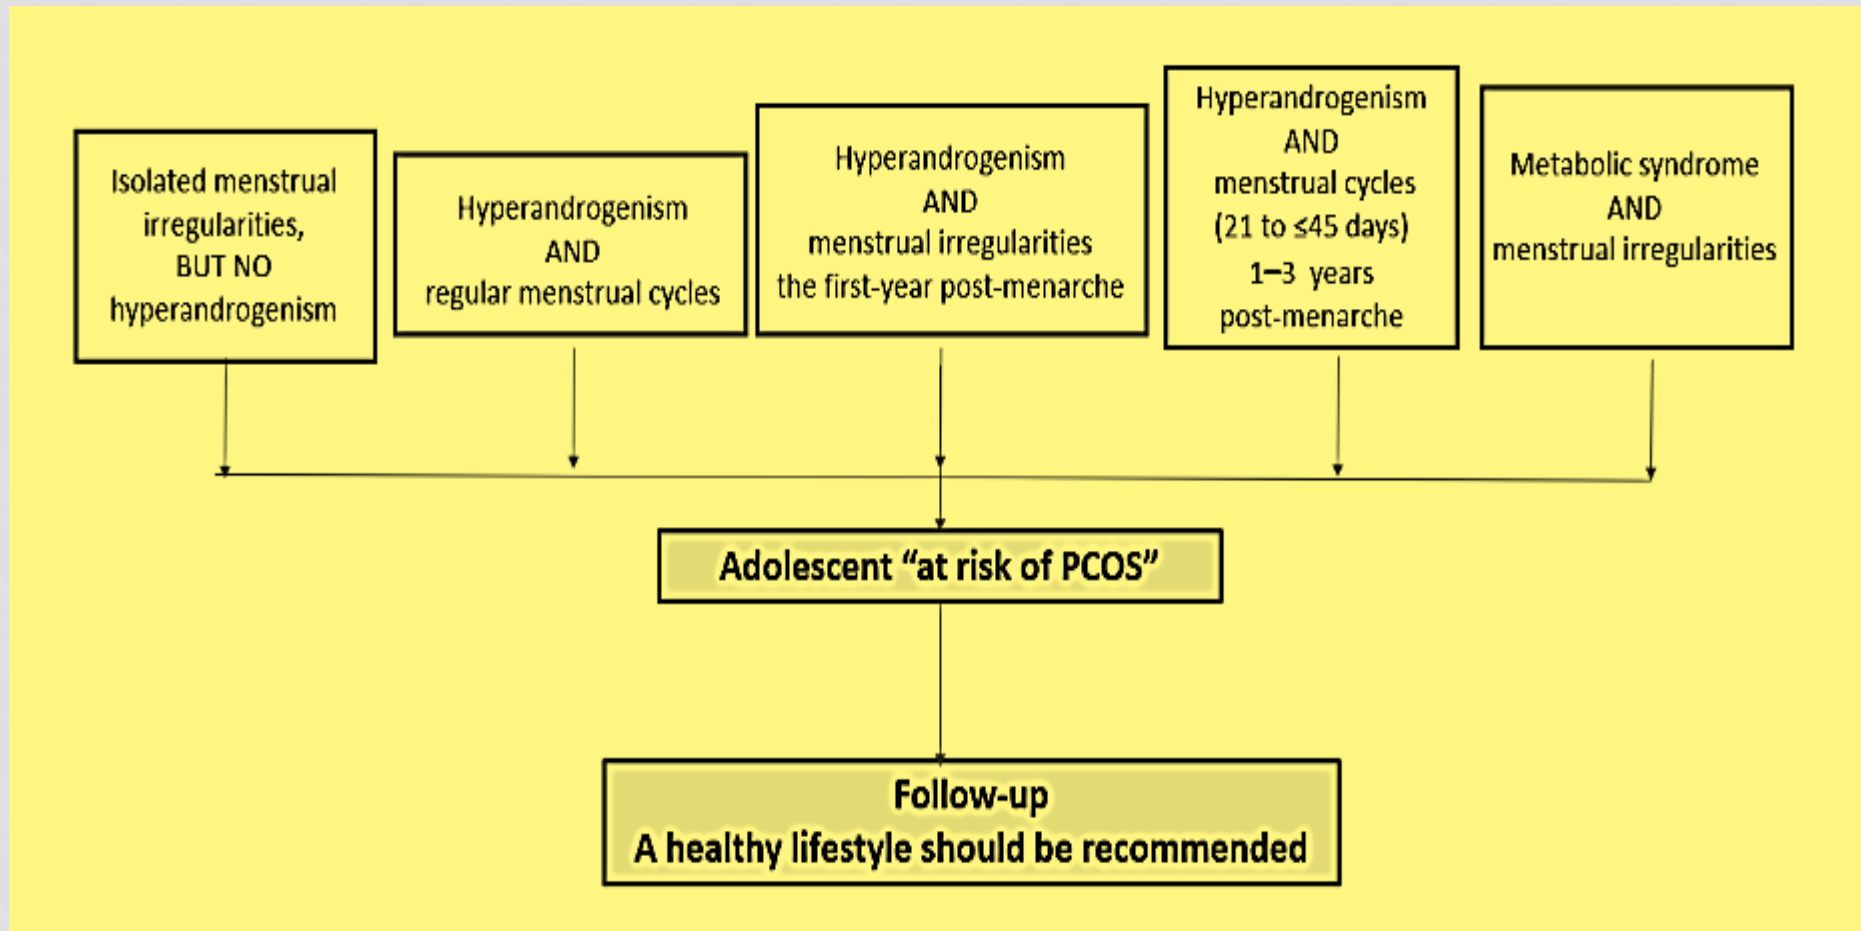 Isolated menstrual
irregularities,
BUT NO
hyperandrogenism
Hyperandrogenism
AND
regular menstrual cycles
Hyperandrogenism
AND
menstrual irregularities
the first-year post-menarche
Hyperandrogenism
AND
menstrual cycles
(21 to ≤45 days)
1–3 years
post-menarche
Metabolic syndrome
AND
menstrual irregularities
Adolescent “at risk of PCOS”
Follow-up
A healthy lifestyle should be recommended